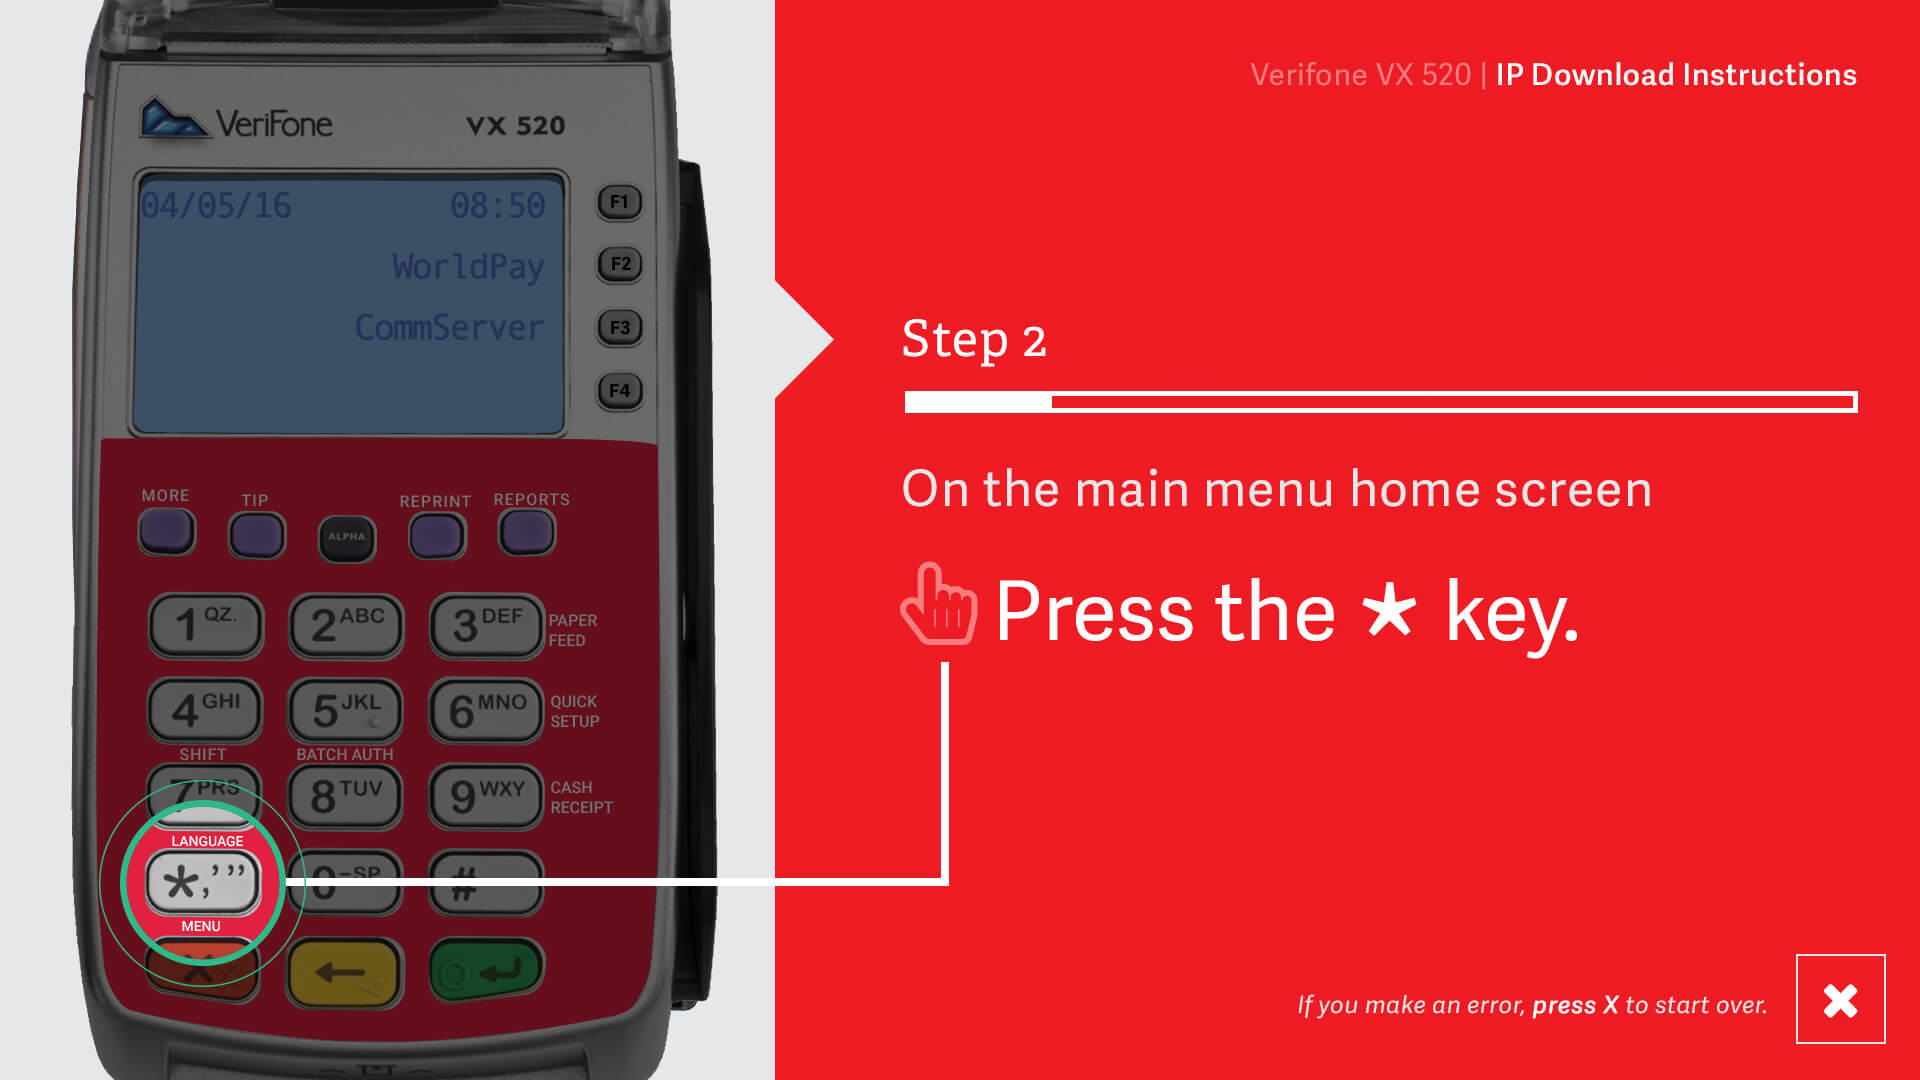 Verifone VX 520 | IP Download Instructions
VeriFone
VX 520
04/05/16 08:50
WorldPay
CommServer
F1
F2
F3
F4
MORE
TIP
ALPHA
REPRINT
REPORTS
1 QZ.
2 ABC
3 DEF
PAPER
FEED
4 GHI
5 JKL
6 MNO
QUICK
SETUP
SHIFT
BATCH AUTH
7 PRS
8 TUV
9 WXY
CASH
RECEIPT
LANGUAGE
*,'"
0 -SP
#
MENU
Step 2
On the main menu home screen
Press the * key.
If you make an error, press X to start over.